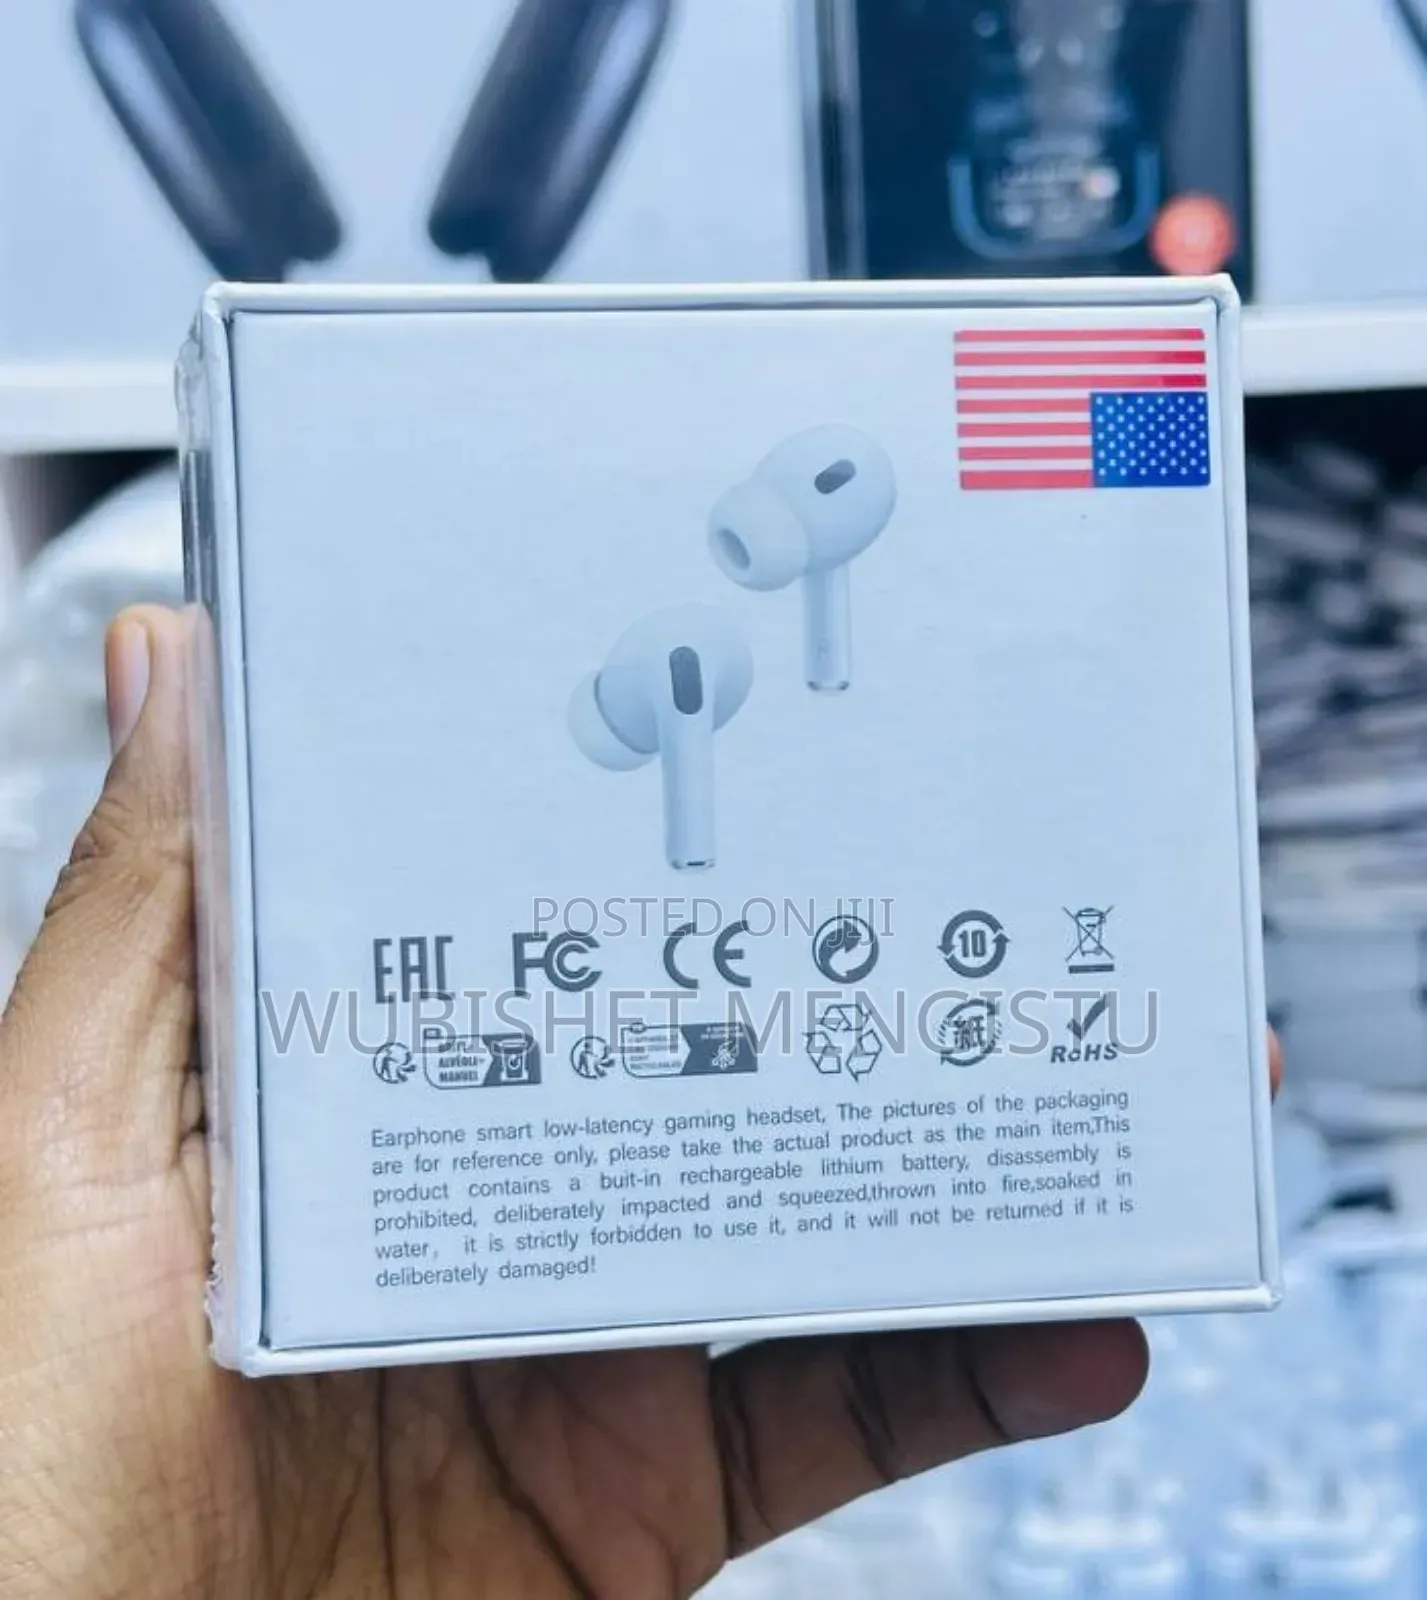 POSTED ON JIJI
EAC FC CE 10
WUBISHET MENGISTU
RoHS
Earphone smart low-latency gaming headset, The pictures of the packaging
are for reference only, please take the actual product as the main item,This
product contains a buit-in rechargeable lithium battery, disassembly is
prohibited, deliberately impacted and squeezed,thrown into fire,soaked in
water, it is strictly forbidden to use it, and it will not be returned if it is
deliberately damaged!